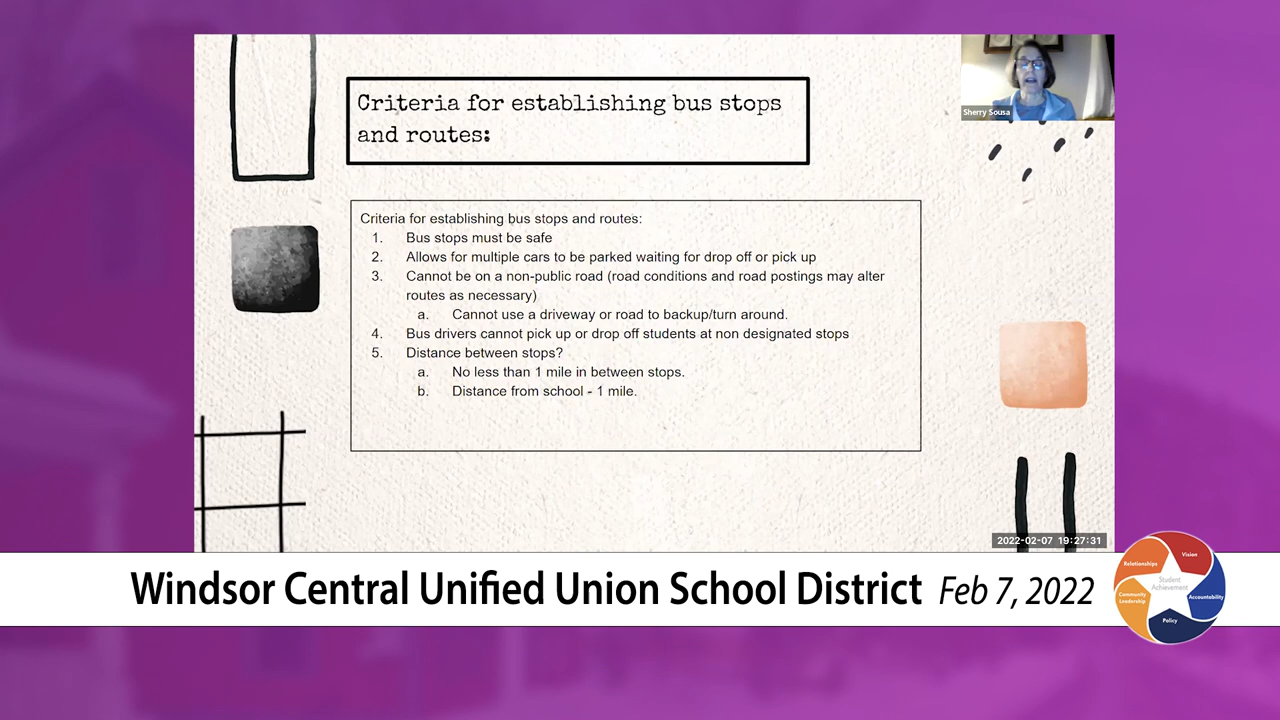 Criteria for establishing bus stops
and routes:
Sherry Sousa
Criteria for establishing bus stops and routes:
1. Bus stops must be safe
2. Allows for multiple cars to be parked waiting for drop off or pick up
3. Cannot be on a non-public road (road conditions and road postings may alter
routes as necessary)
a. Cannot use a driveway or road to backup/turn around.
4. Bus drivers cannot pick up or drop off students at non designated stops
5. Distance between stops?
a. No less than 1 mile in between stops.
b. Distance from school - 1 mile.
2022-02-07 19:27:31
Windsor Central Unified Union School District Feb 7, 2022
Vision
Relationships
Student
Achievement
Community
Leadership
Accountability
Policy